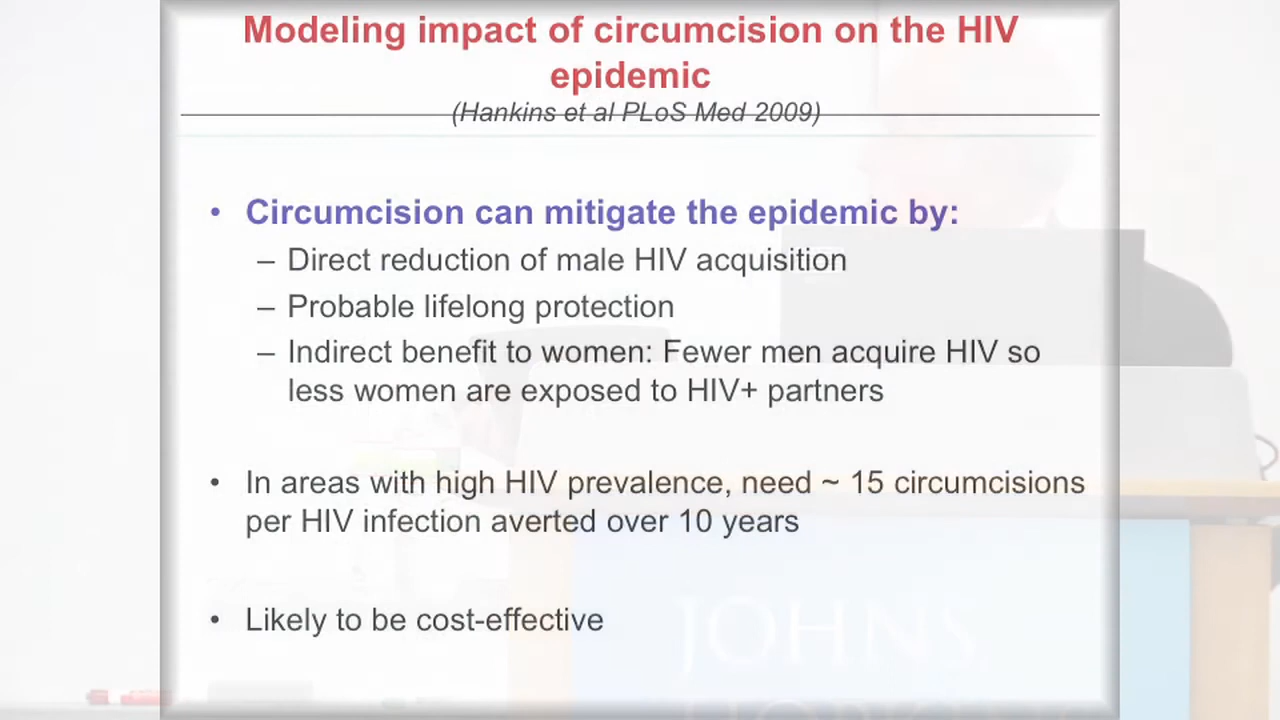 Modeling impact of circumcision on the HIV
epidemic
(Hankins et al PLoS Med 2009)
• Circumcision can mitigate the epidemic by:
– Direct reduction of male HIV acquisition
– Probable lifelong protection
– Indirect benefit to women: Fewer men acquire HIV so
less women are exposed to HIV+ partners
• In areas with high HIV prevalence, need ~ 15 circumcisions
per HIV infection averted over 10 years
• Likely to be cost-effective
JOHNS
HOPKINS